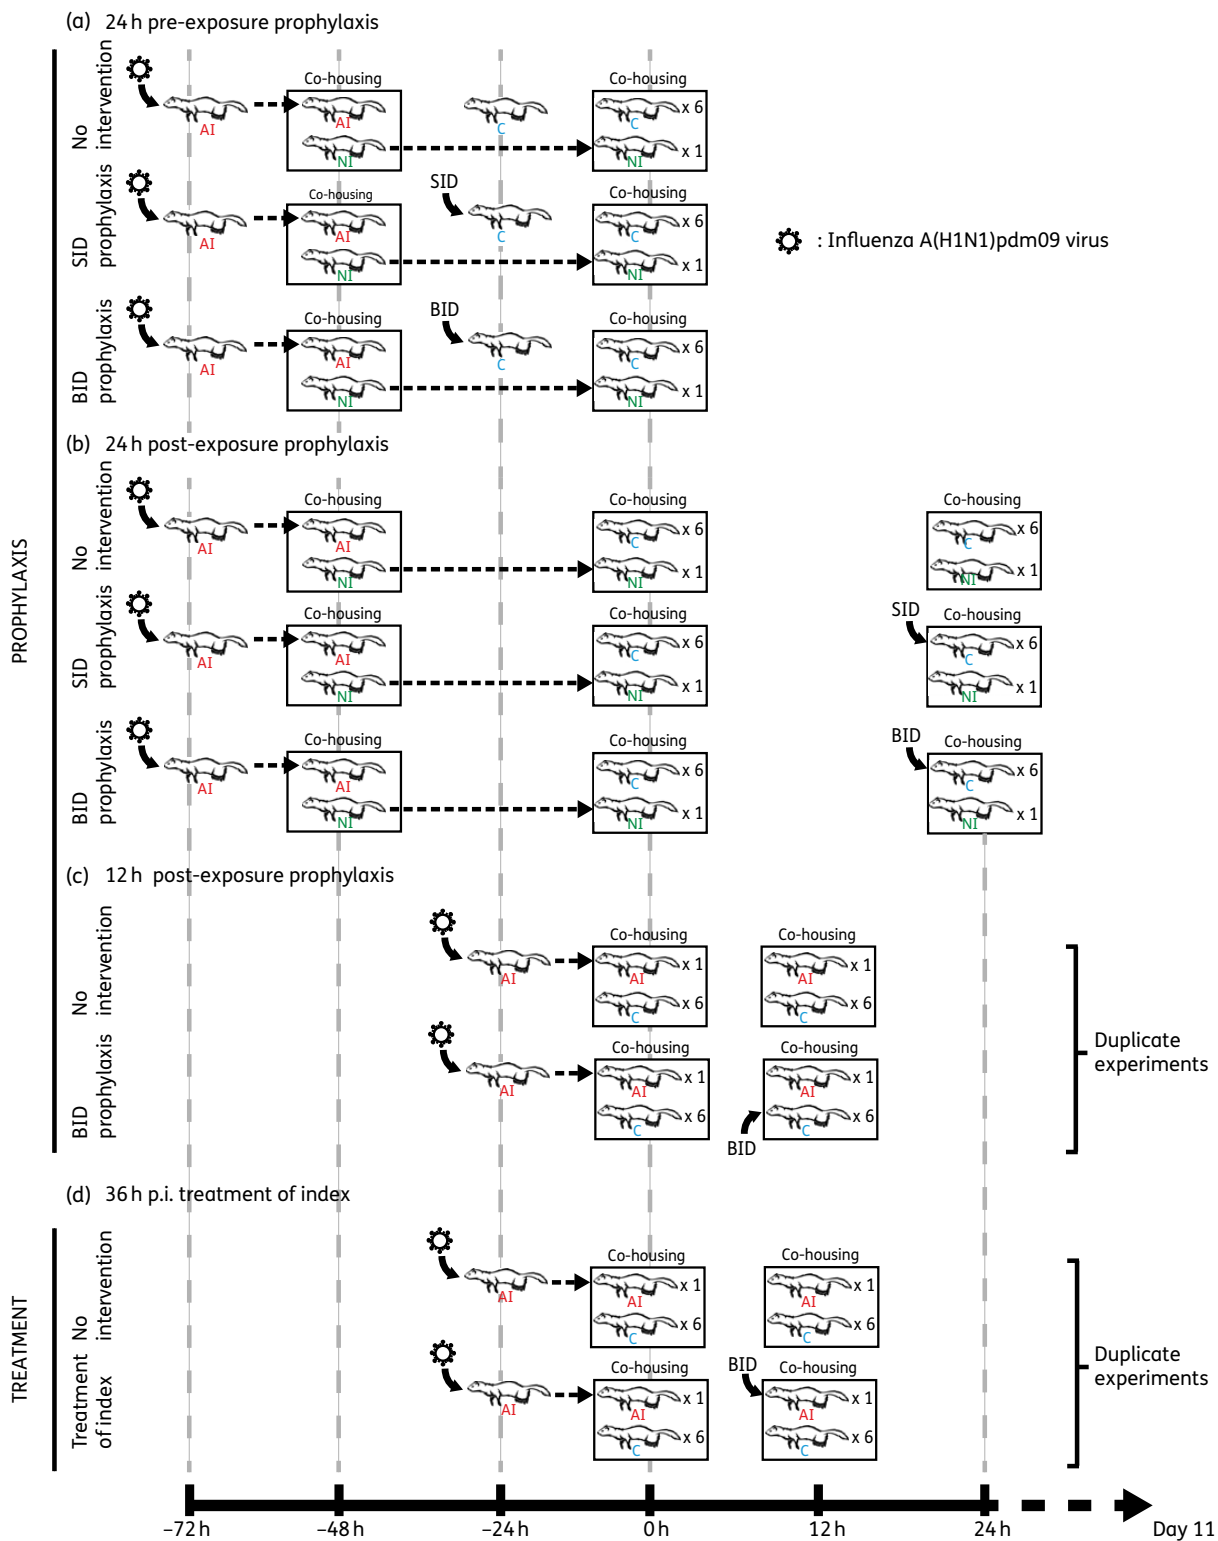 (a) 24 h pre-exposure prophylaxis
PROPHYLAXIS
No
intervention
AI
Co-housing
AI
NI
C
Co-housing
x 6
C
x 1
NI
SID
prophylaxis
AI
Co-housing
AI
NI
SID
C
Co-housing
x 6
C
x 1
NI
: Influenza A(H1N1)pdm09 virus
BID
prophylaxis
AI
Co-housing
AI
NI
BID
C
Co-housing
x 6
C
x 1
NI
(b) 24 h post-exposure prophylaxis
No
intervention
AI
Co-housing
AI
NI
Co-housing
x 6
C
x 1
NI
Co-housing
x 6
C
x 1
NI
SID
prophylaxis
AI
Co-housing
AI
NI
Co-housing
x 6
C
x 1
NI
SID
Co-housing
x 6
C
x 1
NI
BID
prophylaxis
AI
Co-housing
AI
NI
Co-housing
x 6
C
x 1
NI
BID
Co-housing
x 6
C
x 1
NI
(c) 12 h post-exposure prophylaxis
No
intervention
AI
Co-housing
x 1
AI
x 6
C
Co-housing
x 1
AI
x 6
C
BID
prophylaxis
AI
Co-housing
x 1
AI
x 6
C
BID
Co-housing
x 1
AI
x 6
C
Duplicate
experiments
(d) 36 h p.i. treatment of index
TREATMENT
No
intervention
AI
Co-housing
x 1
AI
x 6
C
Co-housing
x 1
AI
x 6
C
Treatment
of index
AI
Co-housing
x 1
AI
x 6
C
BID
Co-housing
x 1
AI
x 6
C
Duplicate
experiments
−72 h
−48 h
−24 h
0 h
12 h
24 h
Day 11